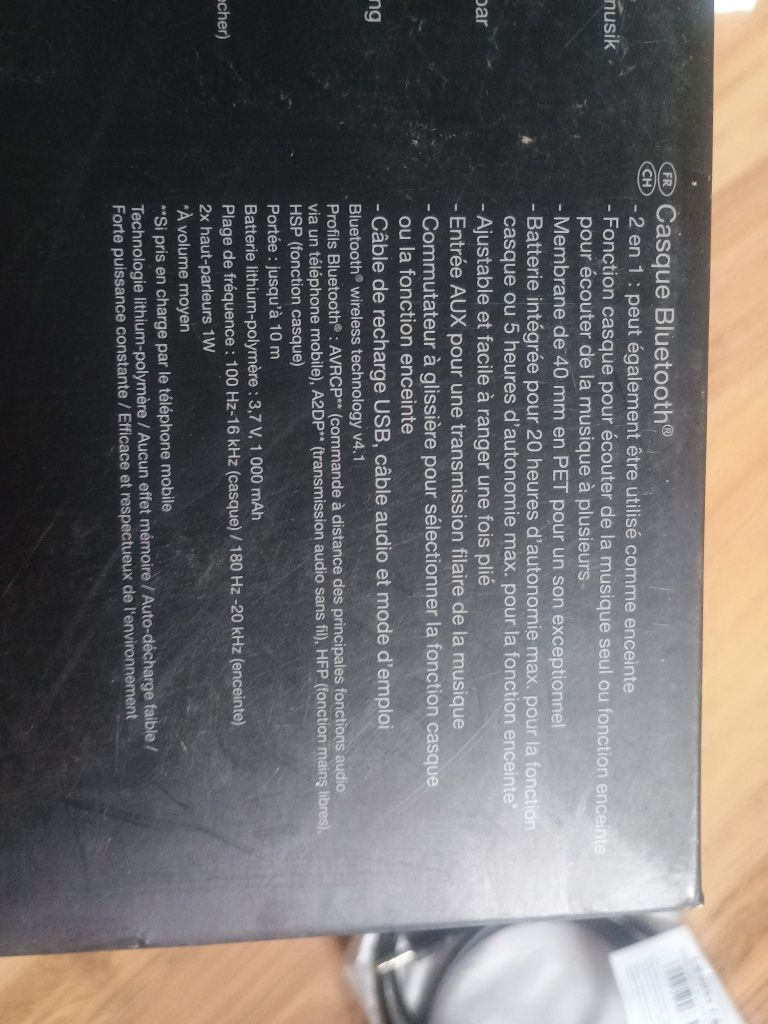 musik
bar
ng
cher)
FR
CH
Casque Bluetooth®
- 2 en 1 : peut également être utilisé comme enceinte
- Fonction casque pour écouter de la musique seul ou fonction enceinte
pour écouter de la musique à plusieurs
- Membrane de 40 mm en PET pour un son exceptionnel
- Batterie intégrée pour 20 heures d'autonomie max. pour la fonction
casque ou 5 heures d'autonomie max. pour la fonction enceinte*
- Ajustable et facile à ranger une fois plié
- Entrée AUX pour une transmission filaire de la musique
- Commutateur à glissière pour sélectionner la fonction casque
ou la fonction enceinte
- Câble de recharge USB, câble audio et mode d'emploi
Bluetooth® wireless technology v4.1
Profils Bluetooth® : AVRCP** (commande à distance des principales fonctions audio
via un téléphone mobile), A2DP** (transmission audio sans fil), HFP (fonction mains libres),
HSP (fonction casque)
Portée : jusqu'à 10 m
Batterie lithium-polymère : 3,7 V, 1 000 mAh
Plage de fréquence : 100 Hz-16 kHz (casque) / 180 Hz -20 kHz (enceinte)
2x haut-parleurs 1W
*À volume moyen
**Si pris en charge par le téléphone mobile
Technologie lithium-polymère / Aucun effet mémoire / Auto-décharge faible /
Forte puissance constante / Efficace et respectueux de l'environnement